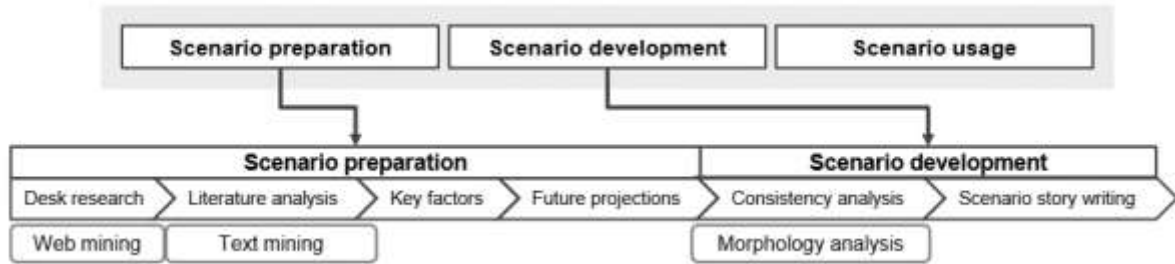 Scenario preparation
Scenario development
Scenario usage
Scenario preparation
Scenario development
Desk research
Literature analysis
Key factors
Future projections
Consistency analysis
Scenario story writing
Web mining
Text mining
Morphology analysis